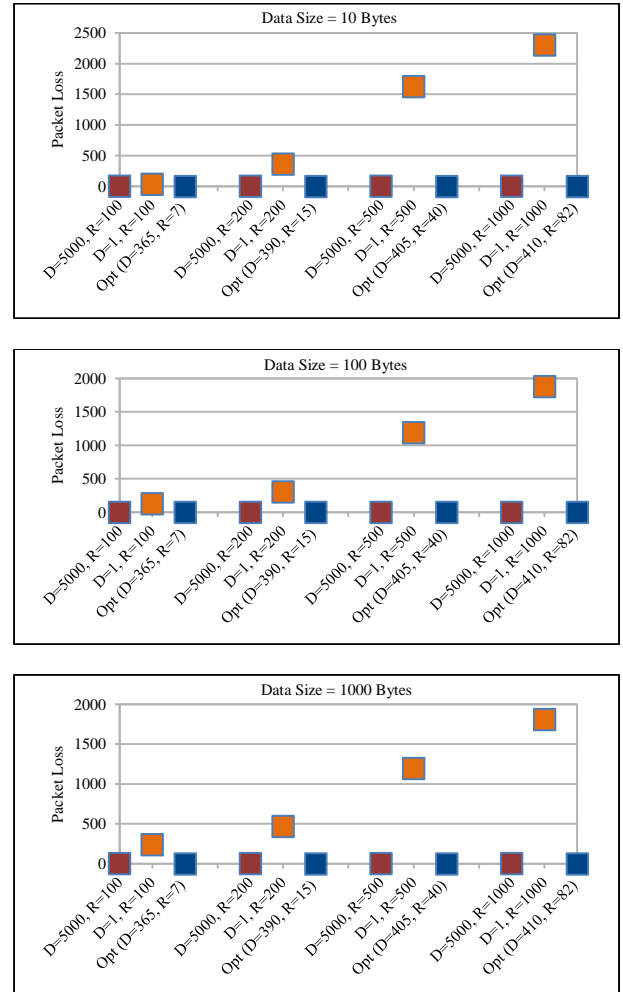 Data Size = 10 Bytes
Packet Loss
2500
2000
1500
1000
500
0
D=5000, R=100
D=1, R=100
Opt (D=365, R=7)
D=5000, R=200
D=1, R=200
Opt (D=390, R=15)
D=5000, R=500
D=1, R=500
Opt (D=405, R=40)
D=5000, R=1000
D=1, R=1000
Opt (D=410, R=82)
Data Size = 100 Bytes
Packet Loss
2000
1500
1000
500
0
D=5000, R=100
D=1, R=100
Opt (D=365, R=7)
D=5000, R=200
D=1, R=200
Opt (D=390, R=15)
D=5000, R=500
D=1, R=500
Opt (D=405, R=40)
D=5000, R=1000
D=1, R=1000
Opt (D=410, R=82)
Data Size = 1000 Bytes
Packet Loss
2000
1500
1000
500
0
D=5000, R=100
D=1, R=100
Opt (D=365, R=7)
D=5000, R=200
D=1, R=200
Opt (D=390, R=15)
D=5000, R=500
D=1, R=500
Opt (D=405, R=40)
D=5000, R=1000
D=1, R=1000
Opt (D=410, R=82)